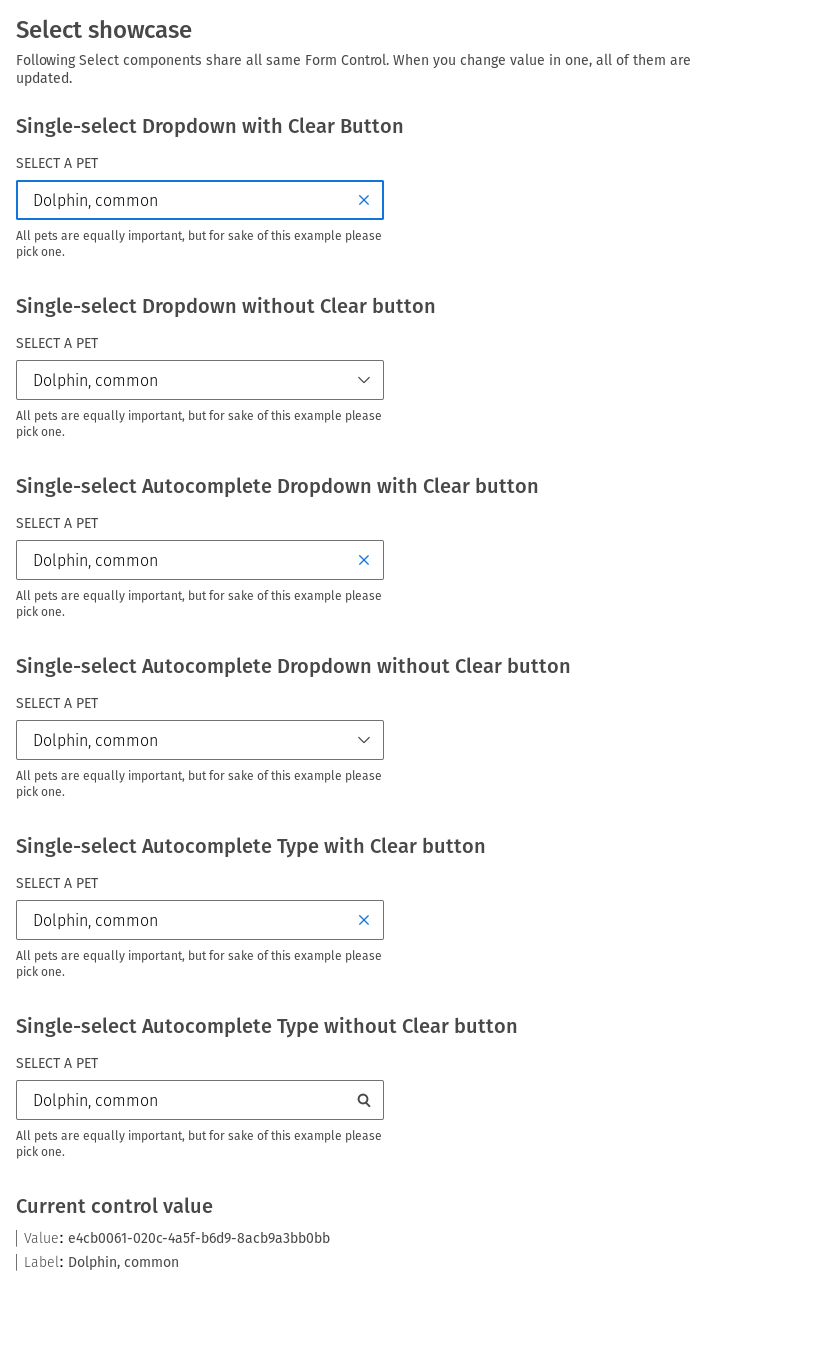 Select showcase
Following Select components share all same Form Control. When you change value in one, all of them are
updated.
Single-select Dropdown with Clear Button
SELECT A PET
Dolphin, common
All pets are equally important, but for sake of this example please
pick one.
Single-select Dropdown without Clear button
SELECT A PET
Dolphin, common
All pets are equally important, but for sake of this example please
pick one.
Single-select Autocomplete Dropdown with Clear button
SELECT A PET
Dolphin, common
All pets are equally important, but for sake of this example please
pick one.
Single-select Autocomplete Dropdown without Clear button
SELECT A PET
Dolphin, common
All pets are equally important, but for sake of this example please
pick one.
Single-select Autocomplete Type with Clear button
SELECT A PET
Dolphin, common
All pets are equally important, but for sake of this example please
pick one.
Single-select Autocomplete Type without Clear button
SELECT A PET
Dolphin, common
All pets are equally important, but for sake of this example please
pick one.
Current control value
Value: e4cb0061-020c-4a5f-b6d9-8acb9a3bb0bb
Label: Dolphin, common